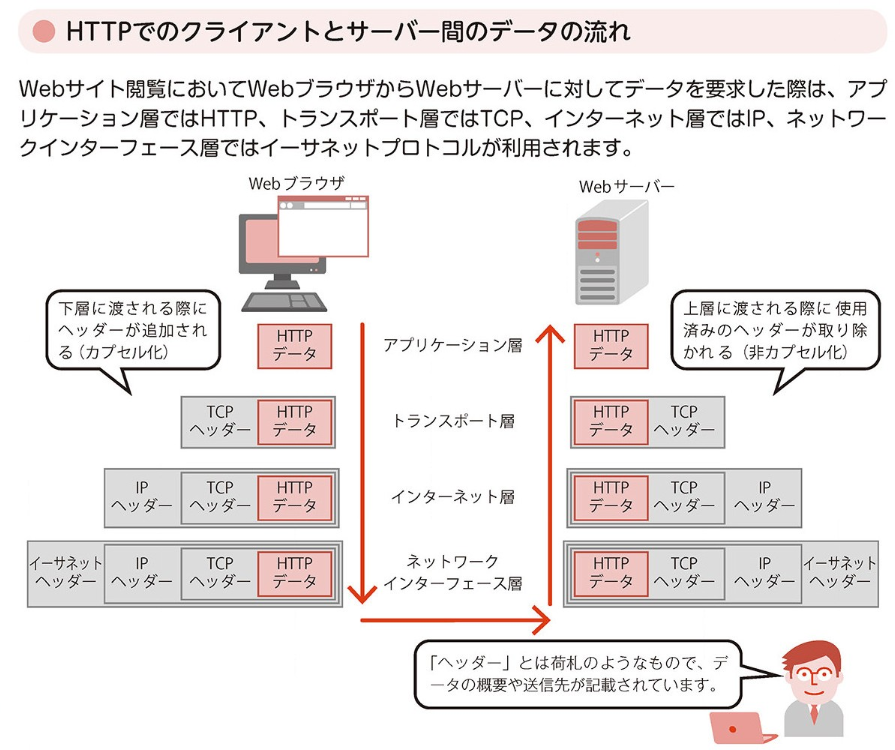 HTTPでのクライアントとサーバー間のデータの流れ
Webサイト閲覧においてWebブラウザからWebサーバーに対してデータを要求した際は、アプ
リケーション層ではHTTP、トランスポート層ではTCP、インターネット層ではIP、ネットワー
クインターフェース層ではイーサネットプロトコルが利用されます。
Webブラウザ
Webサーバー
下層に渡される際に
ヘッダーが追加され
る（カプセル化）
上層に渡される際に 使用
済みのヘッダーが取り除
かれる（非カプセル化）
HTTP
データ
アプリケーション層
HTTP
データ
TCP
ヘッダー
HTTP
データ
トランスポート層
HTTP
データ
TCP
ヘッダー
IP
ヘッダー
TCP
ヘッダー
HTTP
データ
インターネット層
HTTP
データ
TCP
ヘッダー
IP
ヘッダー
イーサネット
ヘッダー
IP
ヘッダー
TCP
ヘッダー
HTTP
データ
ネットワーク
インターフェース層
HTTP
データ
TCP
ヘッダー
IP
ヘッダー
イーサネット
ヘッダー
「ヘッダー」とは荷札のようなもので、デ
ータの概要や送信先が記載されています。